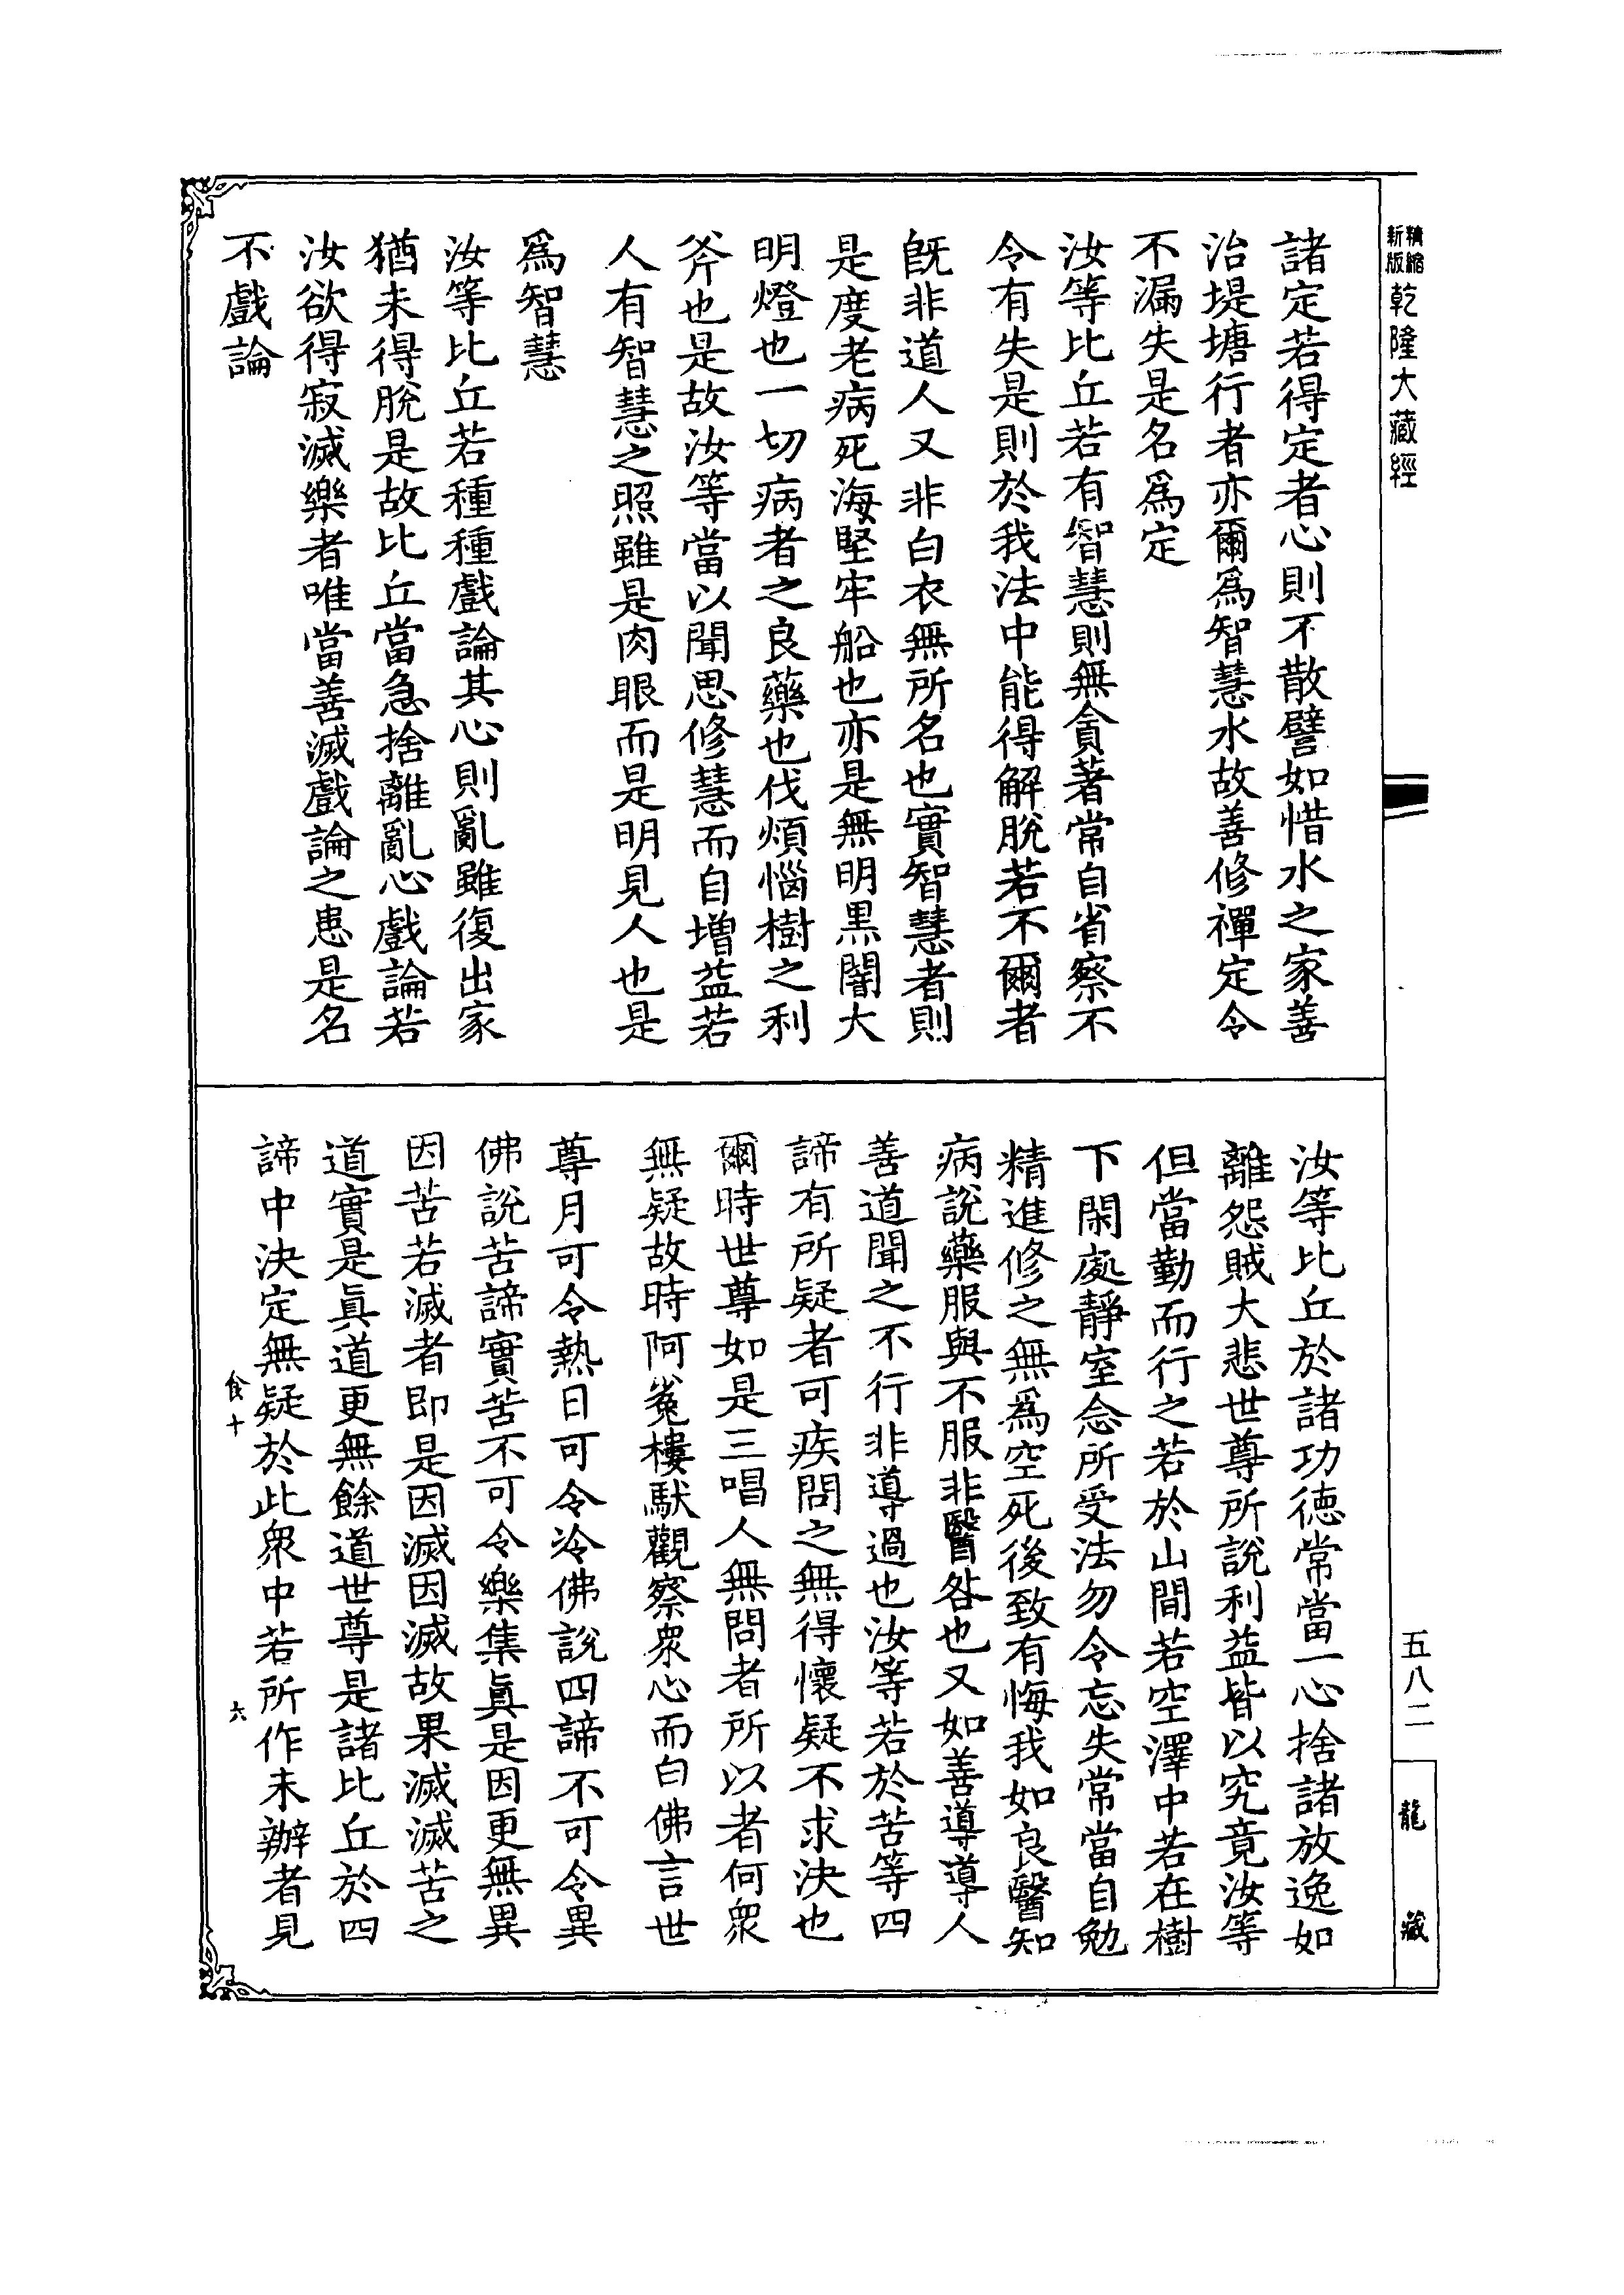 精縮新版乾隆大藏經
諸定若得定者心則不散譬如惜水之家善
治堤塘行者亦爾爲智慧水故善修禪定令
不漏失是名爲定
汝等比丘若有智慧則無貪著常自省察不
令有失是則於我法中能得解脫若不爾者
旣非道人又非白衣無所名也實智慧者則
是度老病死海堅牢船也亦是無明黑闇大
明燈也一切病者之良藥也伐煩惱樹之利
斧也是故汝等當以聞思修慧而自增益若
人有智慧之照雖是肉眼而是明見人也是
爲智慧
汝等比丘若種種戲論其心則亂雖復出家
猶未得脫是故比丘當急捨離亂心戲論若
汝欲得寂滅樂者唯當善滅戲論之患是名
不戲論
汝等比丘於諸功德常當一心捨諸放逸如
離怨賊大悲世尊所說利益皆以究竟汝等
但當勤而行之若於山間若空澤中若在樹
下閑處靜室念所受法勿令忘失常當自勉
精進修之無爲空死後致有悔我如良醫知
病說藥服與不服非醫咎也又如善導導人
善道聞之不行非導過也汝等若於苦等四
諦有所疑者可疾問之無得懷疑不求決也
爾時世尊如是三唱人無問者所以者何衆
無疑故時阿㝹樓馱觀察衆心而白佛言世
尊月可令熱日可令冷佛說四諦不可令異
佛說苦諦實苦不可令樂集眞是因更無異
因苦若滅者即是因滅因滅故果滅滅苦之
道實是眞道更無餘道世尊是諸比丘於四
諦中決定無疑於此衆中若所作未辦者見
食十
六
五八二
龍藏